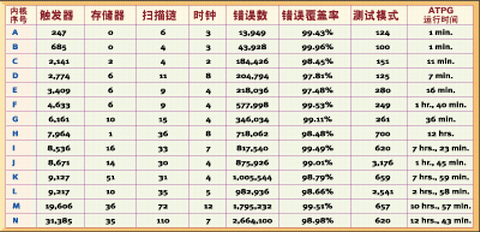 内核序号 触发器 存储器 扫描链 时钟 错误数 错误覆盖率 测试模式 ATPG运行时间
A 247 0 6 3 13,949 99.43% 124 1 min.
B 685 0 4 3 43,928 99.96% 100 1 min.
C 2,141 2 4 2 184,426 98.45% 151 11 min.
D 2,774 6 11 8 204,794 97.81% 125 7 min.
E 3,409 6 9 4 218,036 97.48% 280 16 min.
F 4,633 6 9 4 577,998 99.53% 249 1 hr., 40 min.
G 6,161 10 15 4 346,034 99.11% 261 36 min.
H 7,964 1 36 8 718,062 98.48% 700 12 hrs.
I 8,536 16 33 7 817,540 99.49% 620 7 hrs., 23 min.
J 8,671 14 30 4 875,926 99.01% 3,176 1 hr., 45 min.
K 9,127 51 31 4 1,005,544 98.79% 659 7 hrs., 59 min.
L 9,217 10 35 5 982,936 98.66% 2,541 2 hrs., 58 min.
M 19,606 36 72 12 1,795,232 99.51% 657 10 hrs., 57 min.
N 31,385 35 110 7 2,664,100 98.98% 620 12 hrs., 43 min.